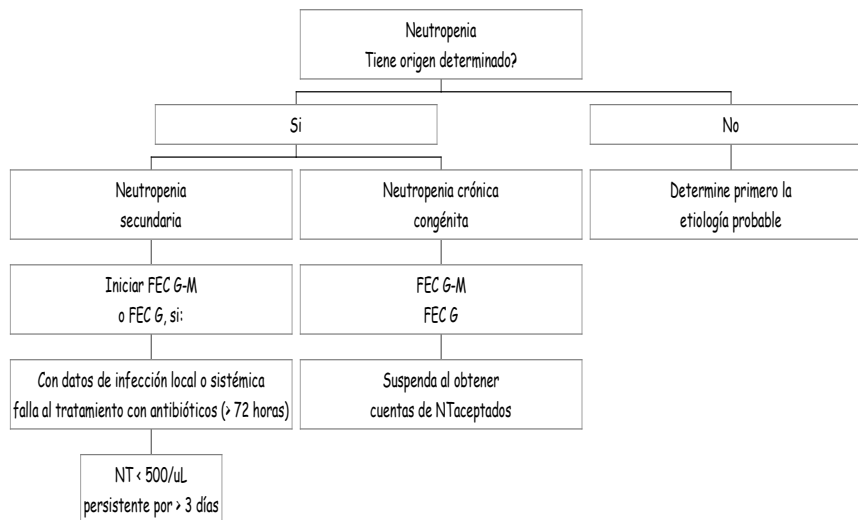 Neutropenia
Tiene origen determinado?
Si
No
Neutropenia
secundaria
Neutropenia crónica
congénita
Determine primero la
etiología probable
Iniciar FEC G-M
o FEC G, si:
FEC G-M
FEC G
Con datos de infección local o sistémica
falla al tratamiento con antibióticos (> 72 horas)
Suspenda al obtener
cuentas de NTaceptados
NT < 500/uL
persistente por > 3 días